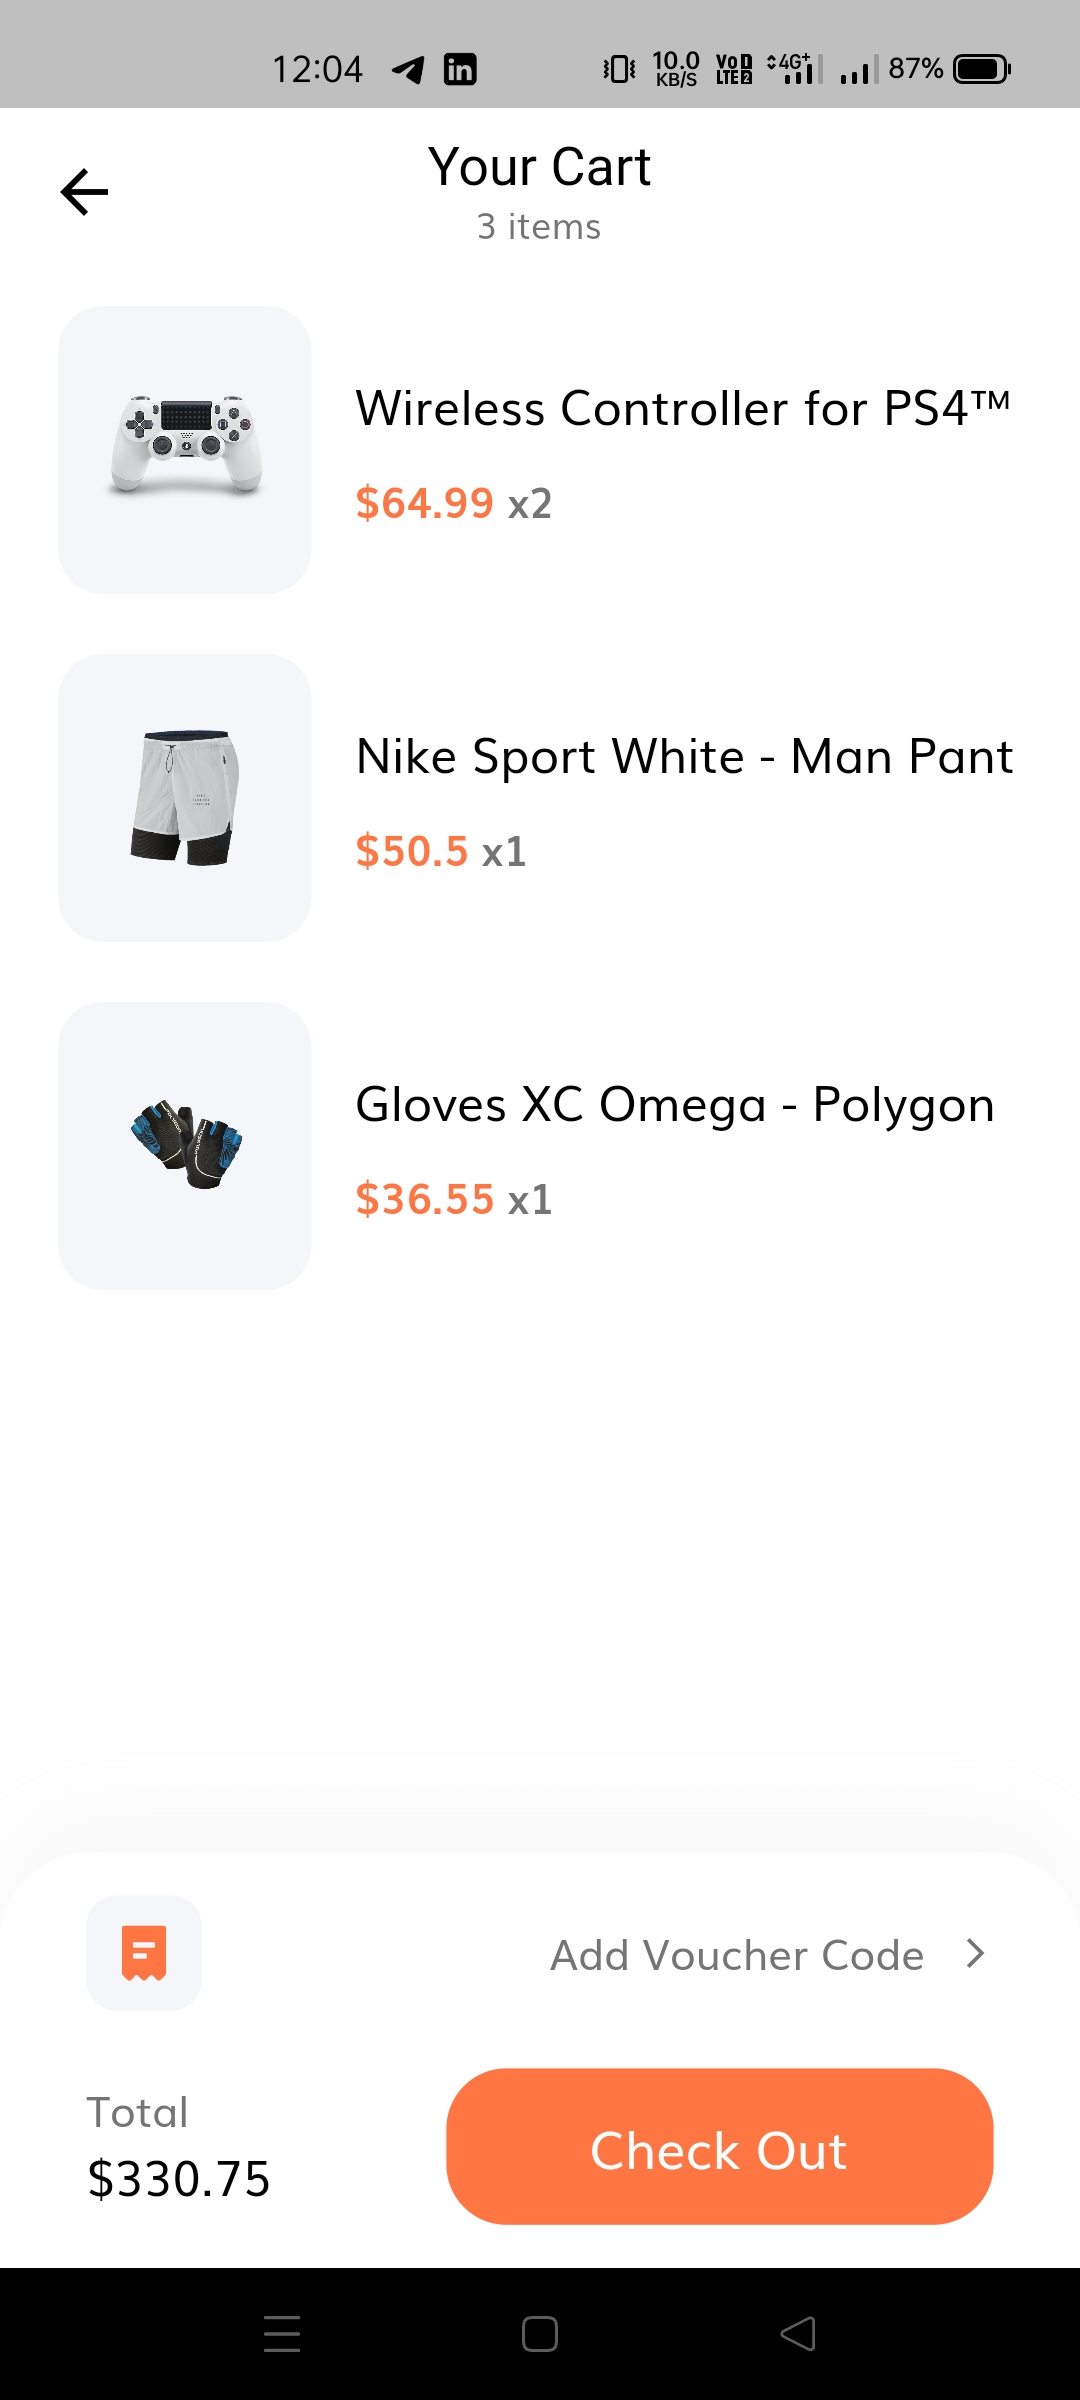 12:04 in 10.0 KB/S VoD LTE2 4G+ 87%
Your Cart
3 items
Wireless Controller for PS4™
$64.99 x2
Nike Sport White - Man Pant
$50.5 x1
Gloves XC Omega - Polygon
$36.55 x1
Add Voucher Code
Total
$330.75
Check Out